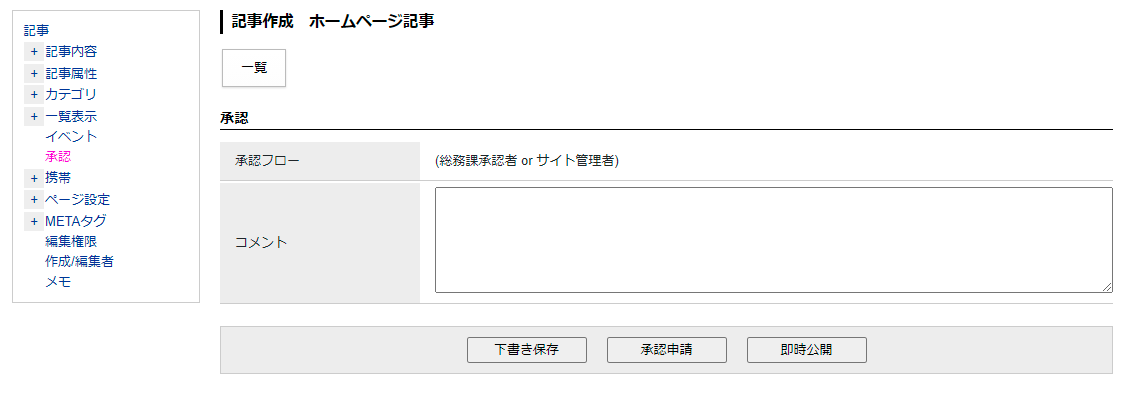 記事
+ 記事内容
+ 記事属性
+ カテゴリ
+ 一覧表示
イベント
承認
+ 携帯
+ ページ設定
+ METAタグ
編集権限
作成/編集者
メモ
記事作成　ホームページ記事
一覧
承認
承認フロー (総務課承認者 or サイト管理者)
コメント
下書き保存 承認申請 即時公開